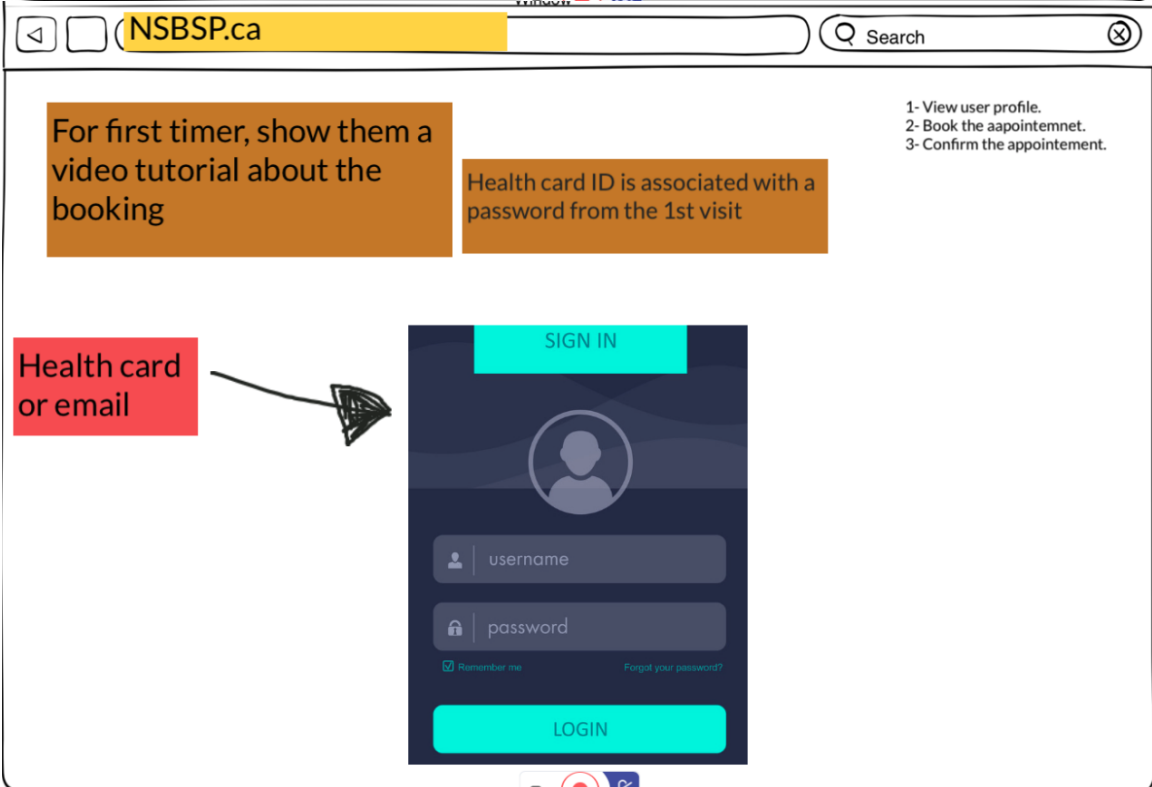 Window
NSBSP.ca
Search
For first timer, show them a
video tutorial about the
booking
Health card ID is associated with a
password from the 1st visit
1- View user profile.
2- Book the aapointemnet.
3- Confirm the appointement.
Health card
or email
SIGN IN
username
password
Remember me
Forgot your password?
LOGIN